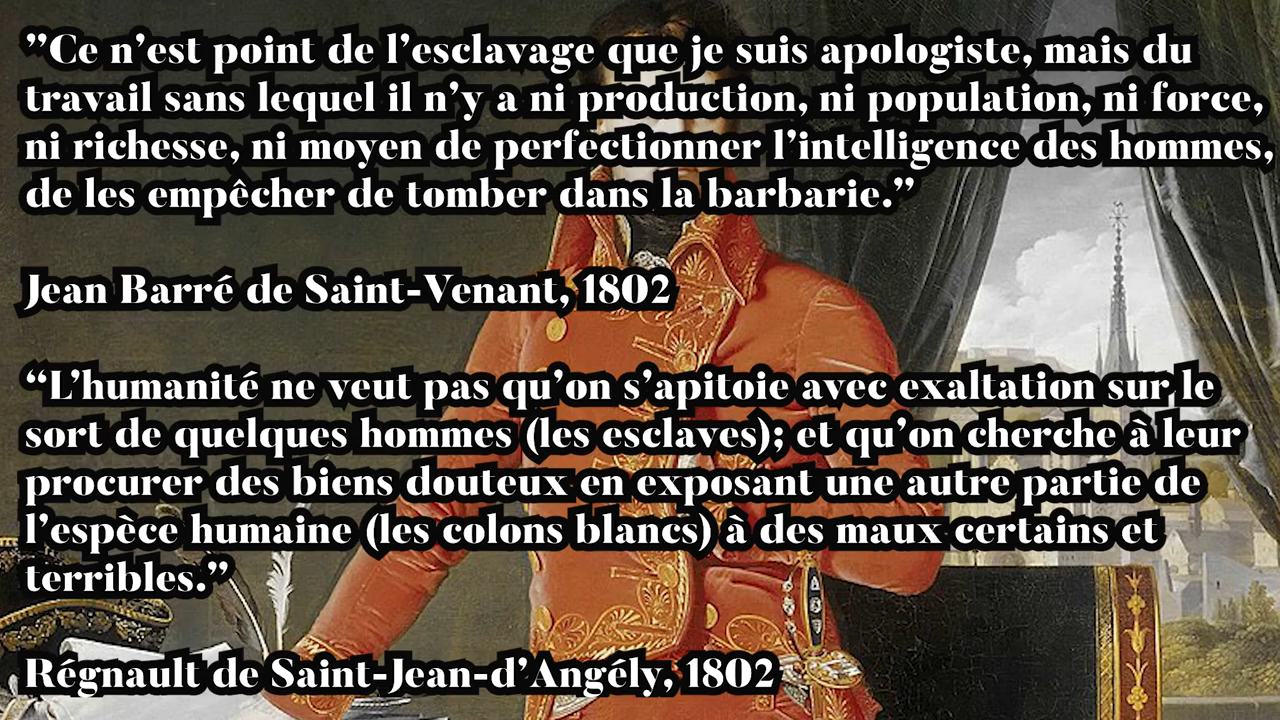 ”Ce n’est point de l’esclavage que je suis apologiste, mais du
travail sans lequel il n’y a ni production, ni population, ni force,
ni richesse, ni moyen de perfectionner l’intelligence des hommes,
de les empêcher de tomber dans la barbarie.”
Jean Barré de Saint-Venant, 1802
“L’humanité ne veut pas qu’on s’apitoie avec exaltation sur le
sort de quelques hommes (les esclaves); et qu’on cherche à leur
procurer des biens douteux en exposant une autre partie de
l’espèce humaine (les colons blancs) à des maux certains et
terribles.”
Régnault de Saint-Jean-d’Angély, 1802